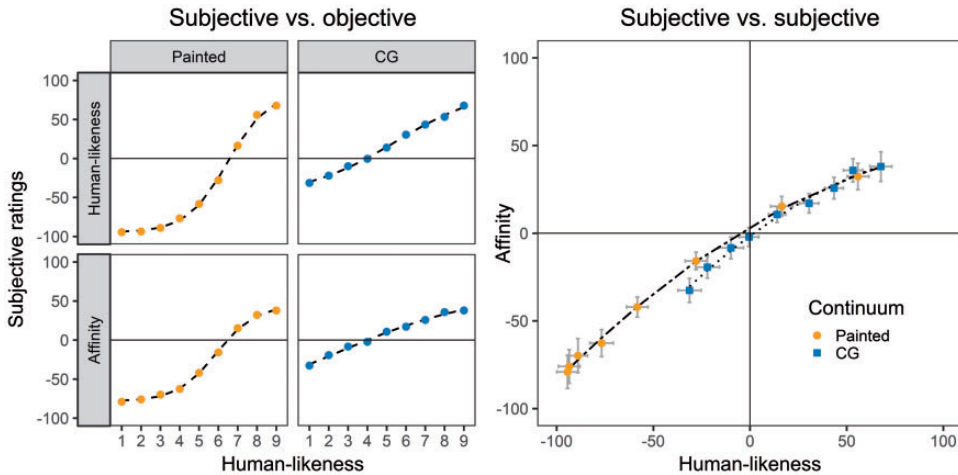 Subjective vs. objective
Painted
CG
Subjective ratings
Human-likeness
100
50
0
-50
-100
Affinity
100
50
0
-50
-100
1 2 3 4 5 6 7 8 9
1 2 3 4 5 6 7 8 9
Human-likeness
Subjective vs. subjective
Affinity
100
50
0
-50
-100
Continuum
Painted
CG
-100 -50 0 50 100
Human-likeness